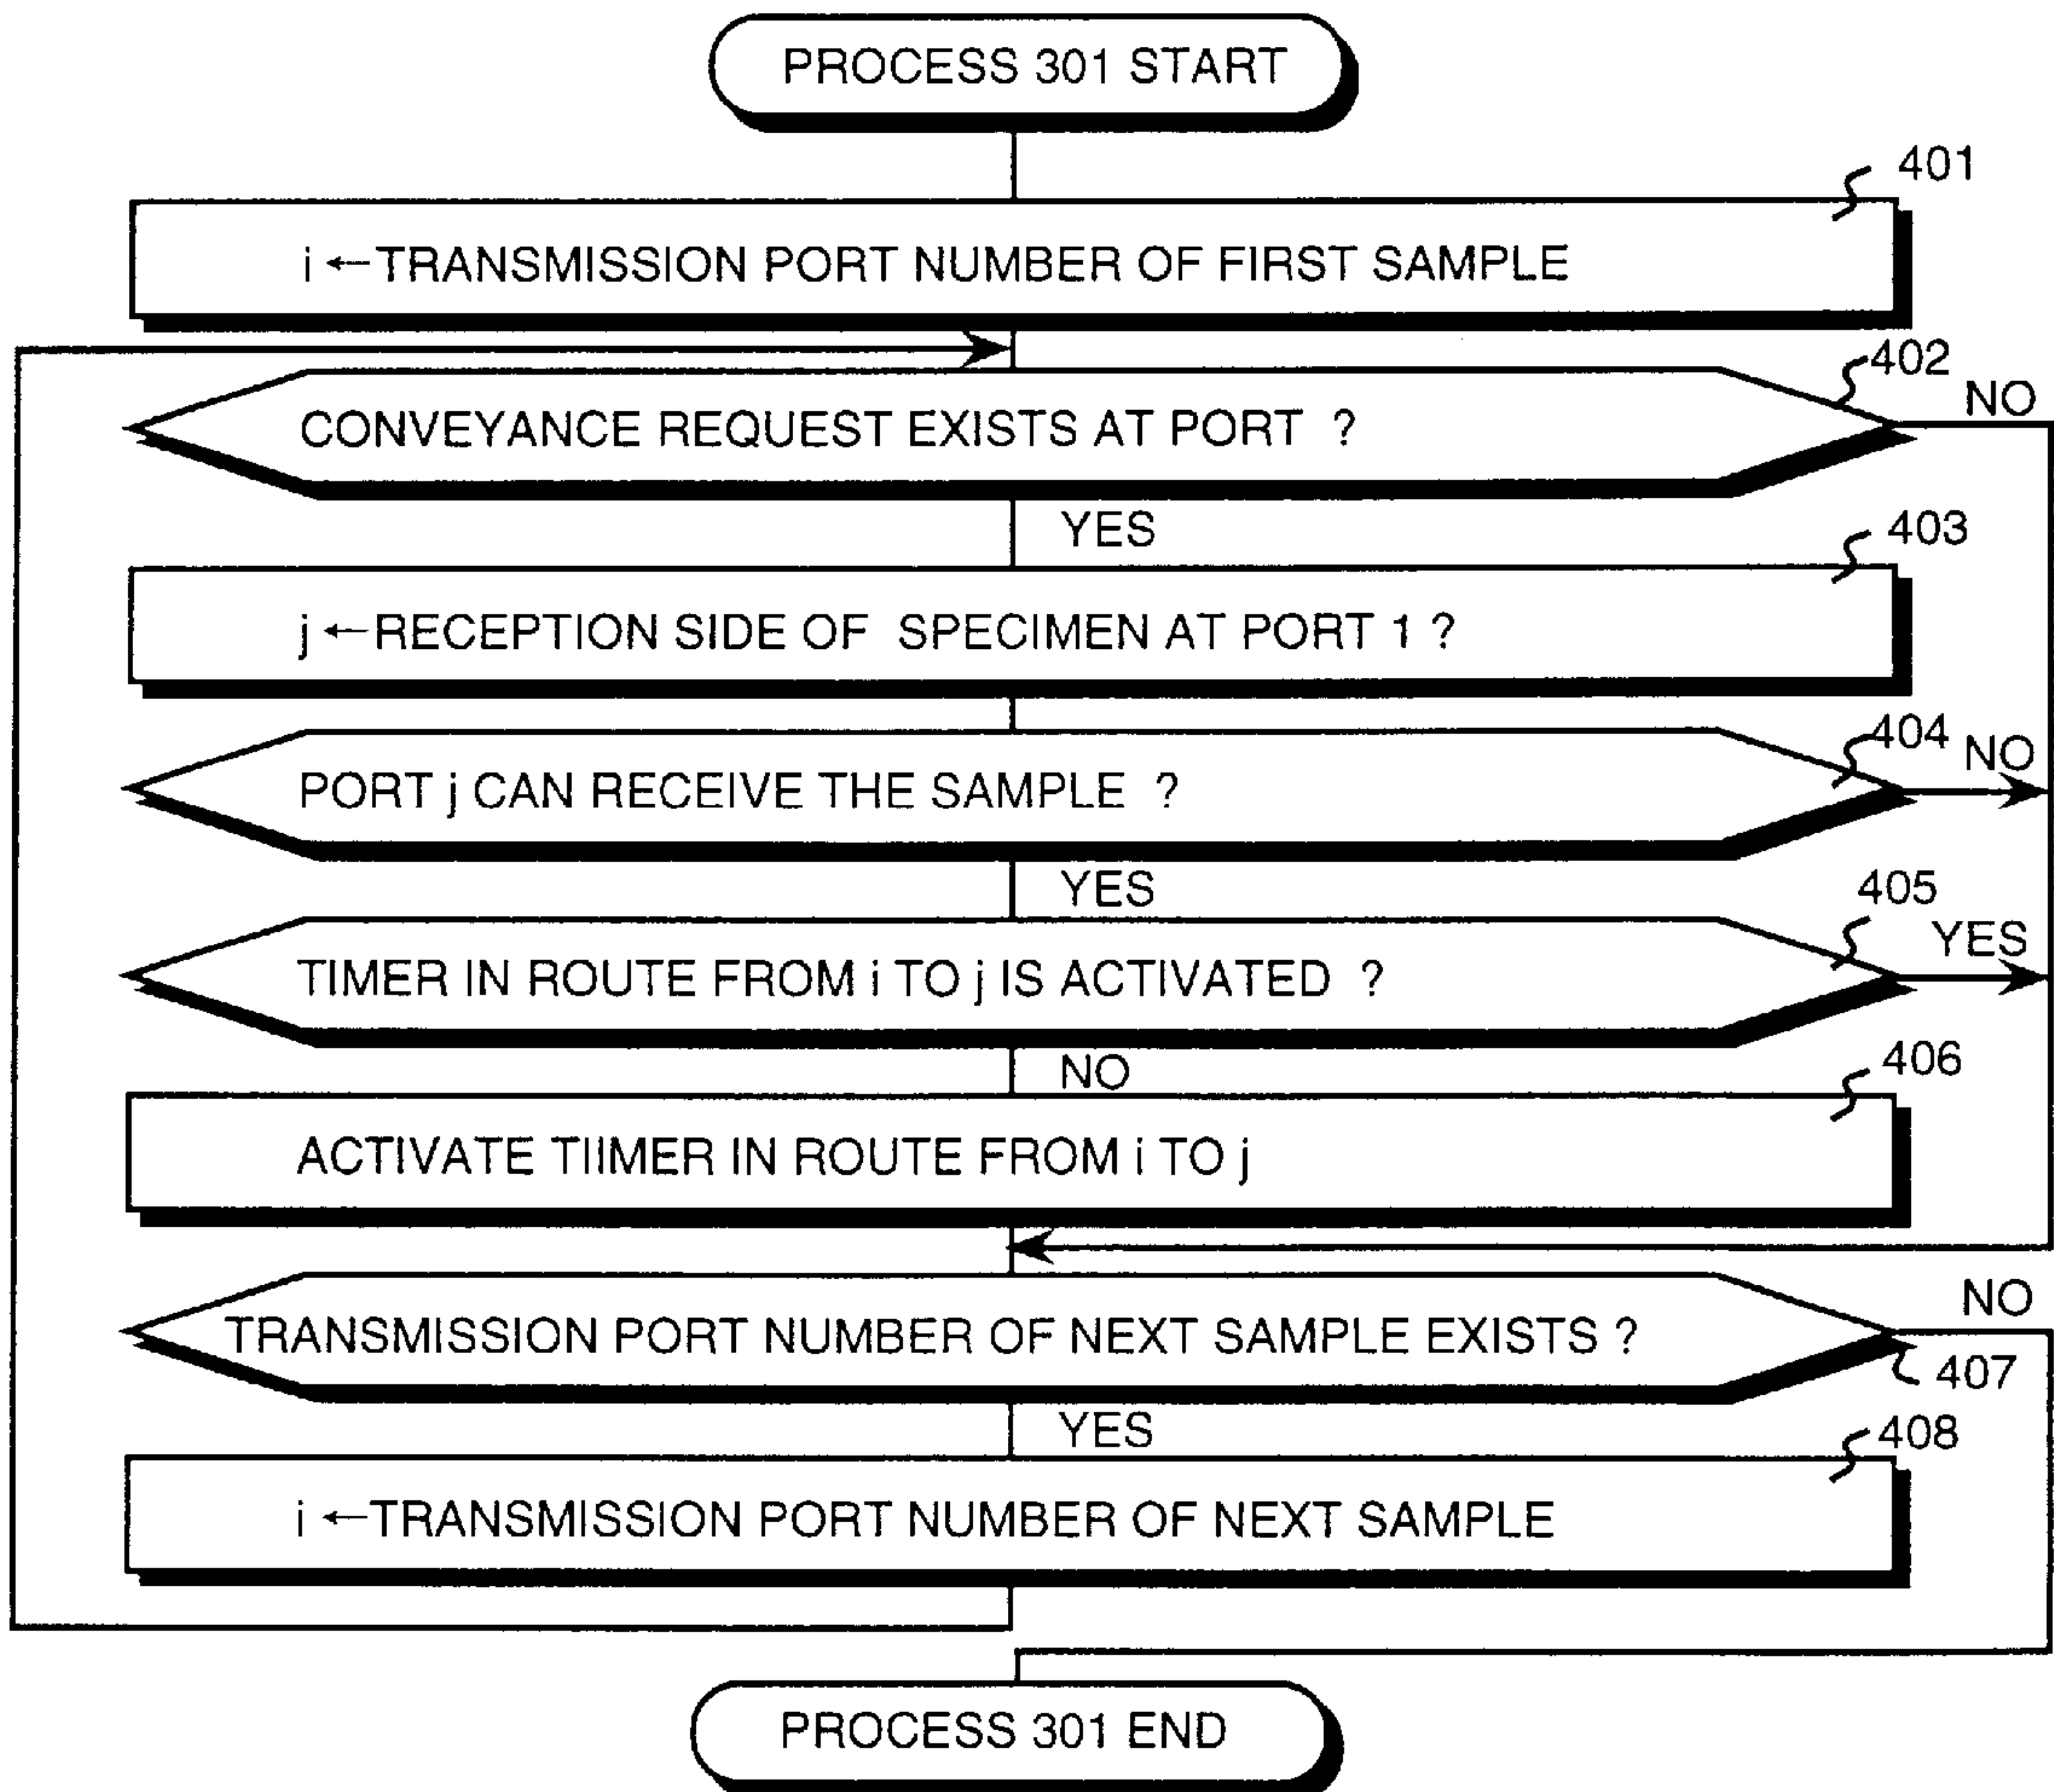 PROCESS 301 START
401
i ←TRANSMISSION PORT NUMBER OF FIRST SAMPLE
402
NO
CONVEYANCE REQUEST EXISTS AT PORT ?
YES
403
j ←RECEPTION SIDE OF SPECIMEN AT PORT 1 ?
404
NO
PORT j CAN RECEIVE THE SAMPLE ?
YES
405
YES
TIMER IN ROUTE FROM i TO j IS ACTIVATED ?
NO
406
ACTIVATE TIIMER IN ROUTE FROM i TO j
NO
TRANSMISSION PORT NUMBER OF NEXT SAMPLE EXISTS ?
407
YES
408
i ←TRANSMISSION PORT NUMBER OF NEXT SAMPLE
PROCESS 301 END